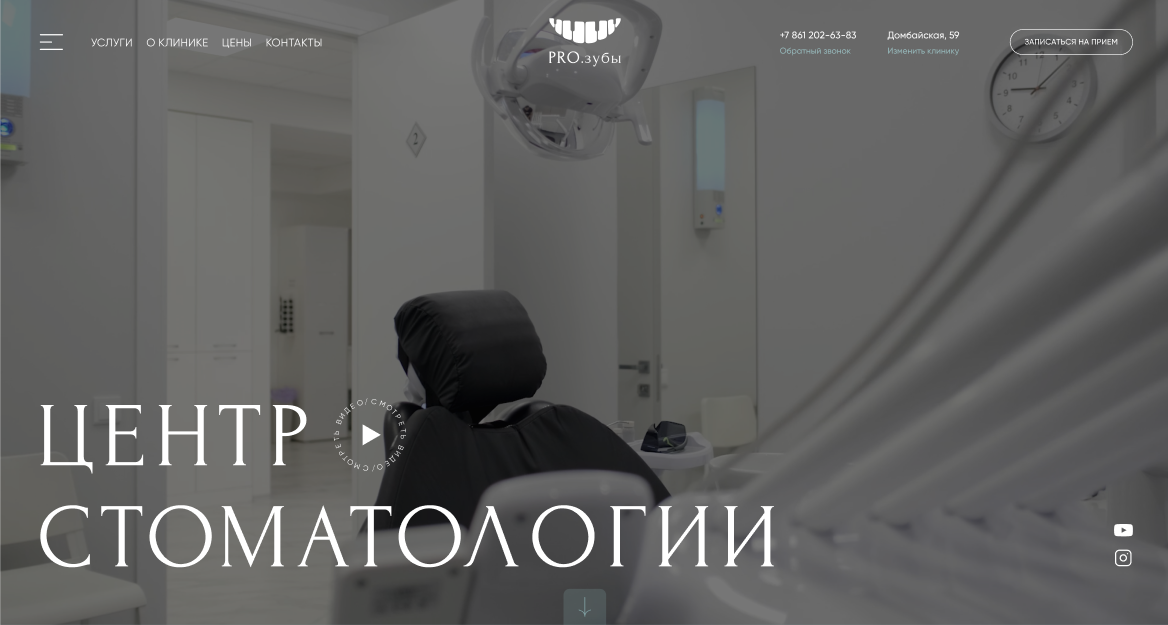 УСЛУГИ О КЛИНИКЕ ЦЕНЫ КОНТАКТЫ
PRO.зубы
+7 861 202-63-83
Обратный звонок
Домбайская, 59
Изменить клинику
ЗАПИСАТЬСЯ НА ПРИЕМ
2
ЦЕНТР
СМОТРЕТЬ ВИДЕО/СМОТРЕТЬ ВИДЕО/
СТОМАТОЛОГИИ